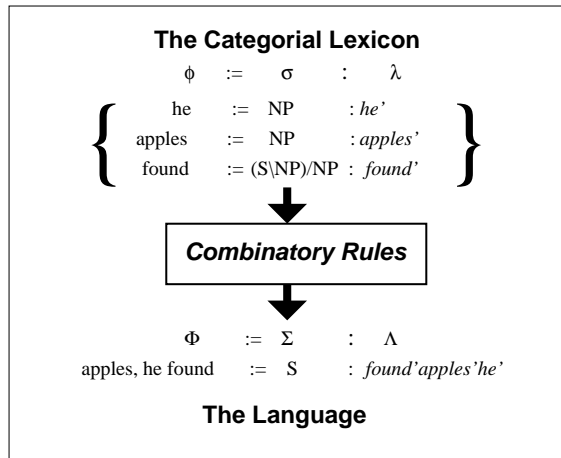 The Categorial Lexicon
ϕ := σ : λ
{ he := NP : he’ }
apples := NP : apples’
found := (S\NP)/NP : found’
Combinatory Rules
Φ := Σ : Λ
apples, he found := S : found’apples’he’
The Language